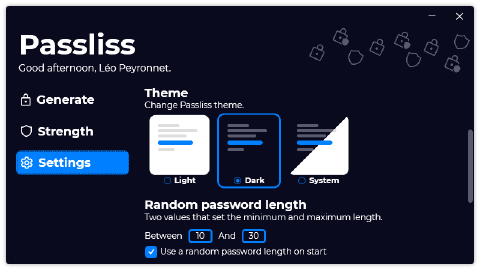 Passliss
Good afternoon, Léo Peyronnet.
Generate
Strength
Settings
Theme
Change Passliss theme.
Light
Dark
System
Random password length
Two values that set the minimum and maximum length.
Between 10 And 30
Use a random password length on start